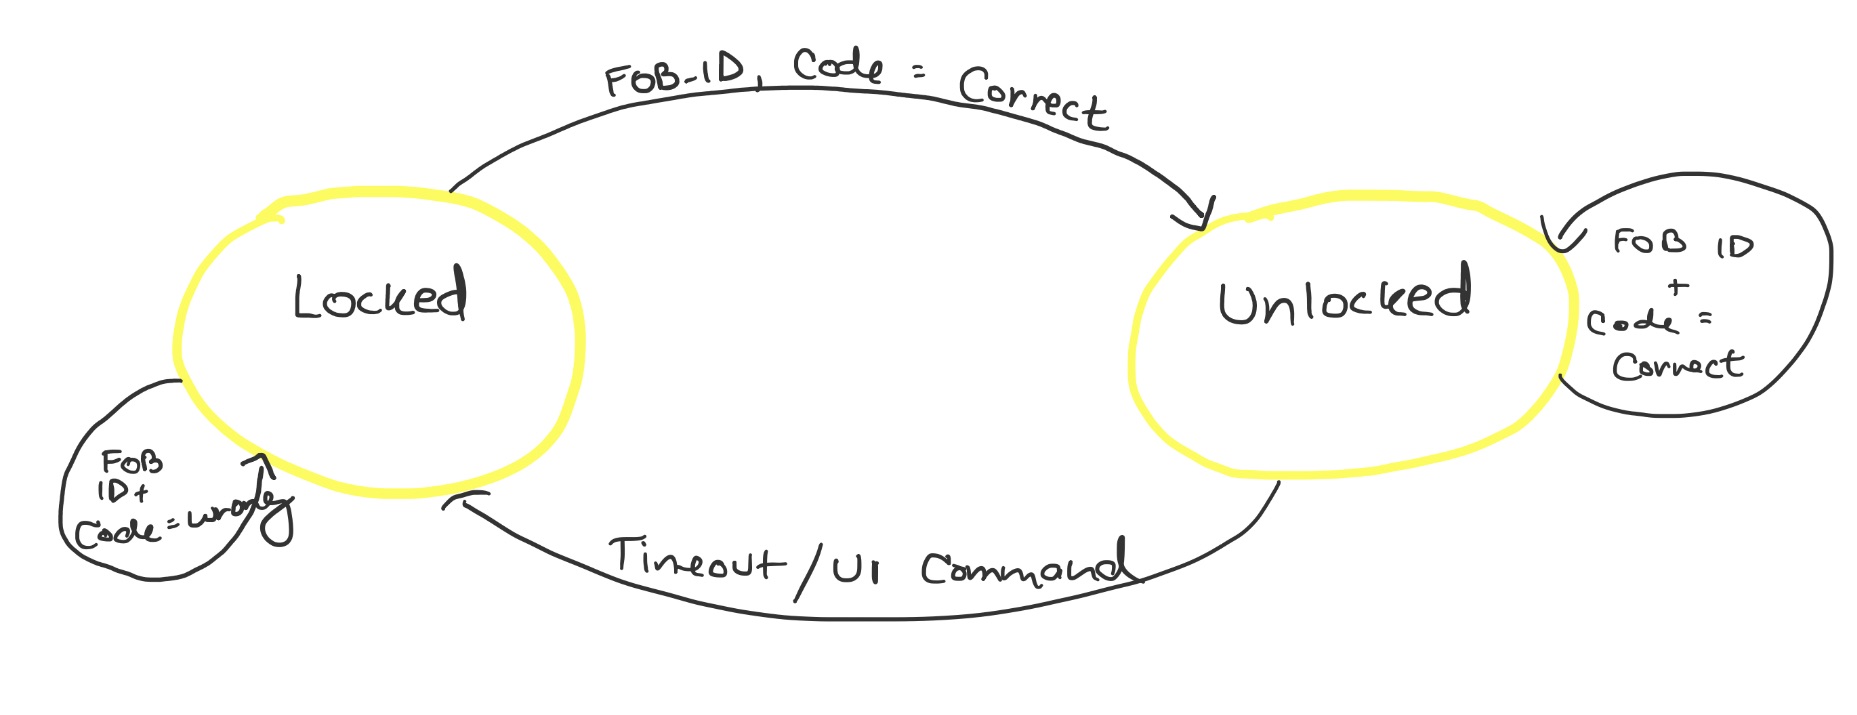 FOB-ID, Code = Correct
Locked
Unlocked
FOB ID
+
Code =
Correct
FOB
ID+
Code = wrong
Timeout / UI Command